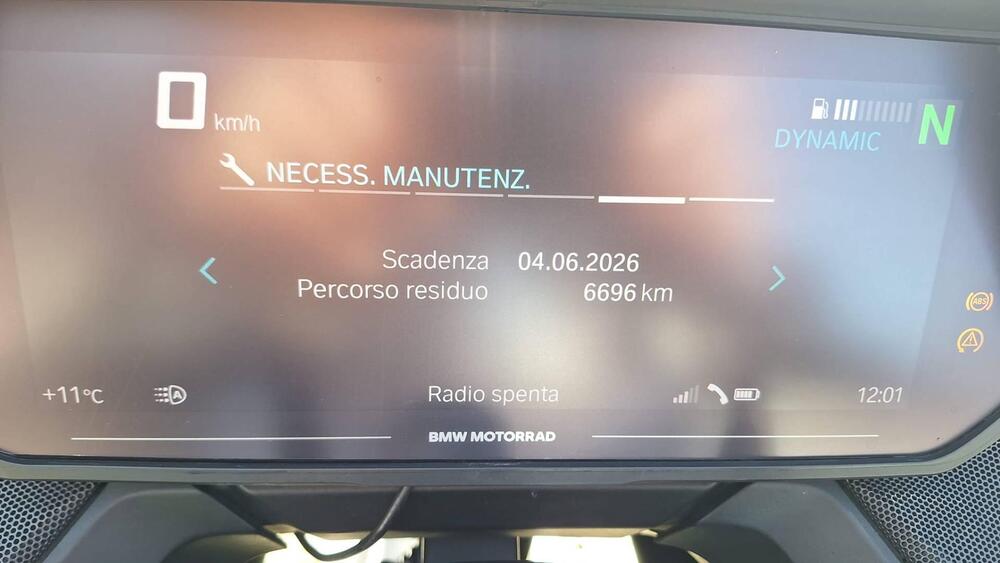 0 km/h
N
DYNAMIC
NECESS. MANUTENZ.
Scadenza 04.06.2026
Percorso residuo 6696 km
ABS
+11°C A Radio spenta 12:01
BMW MOTORRAD